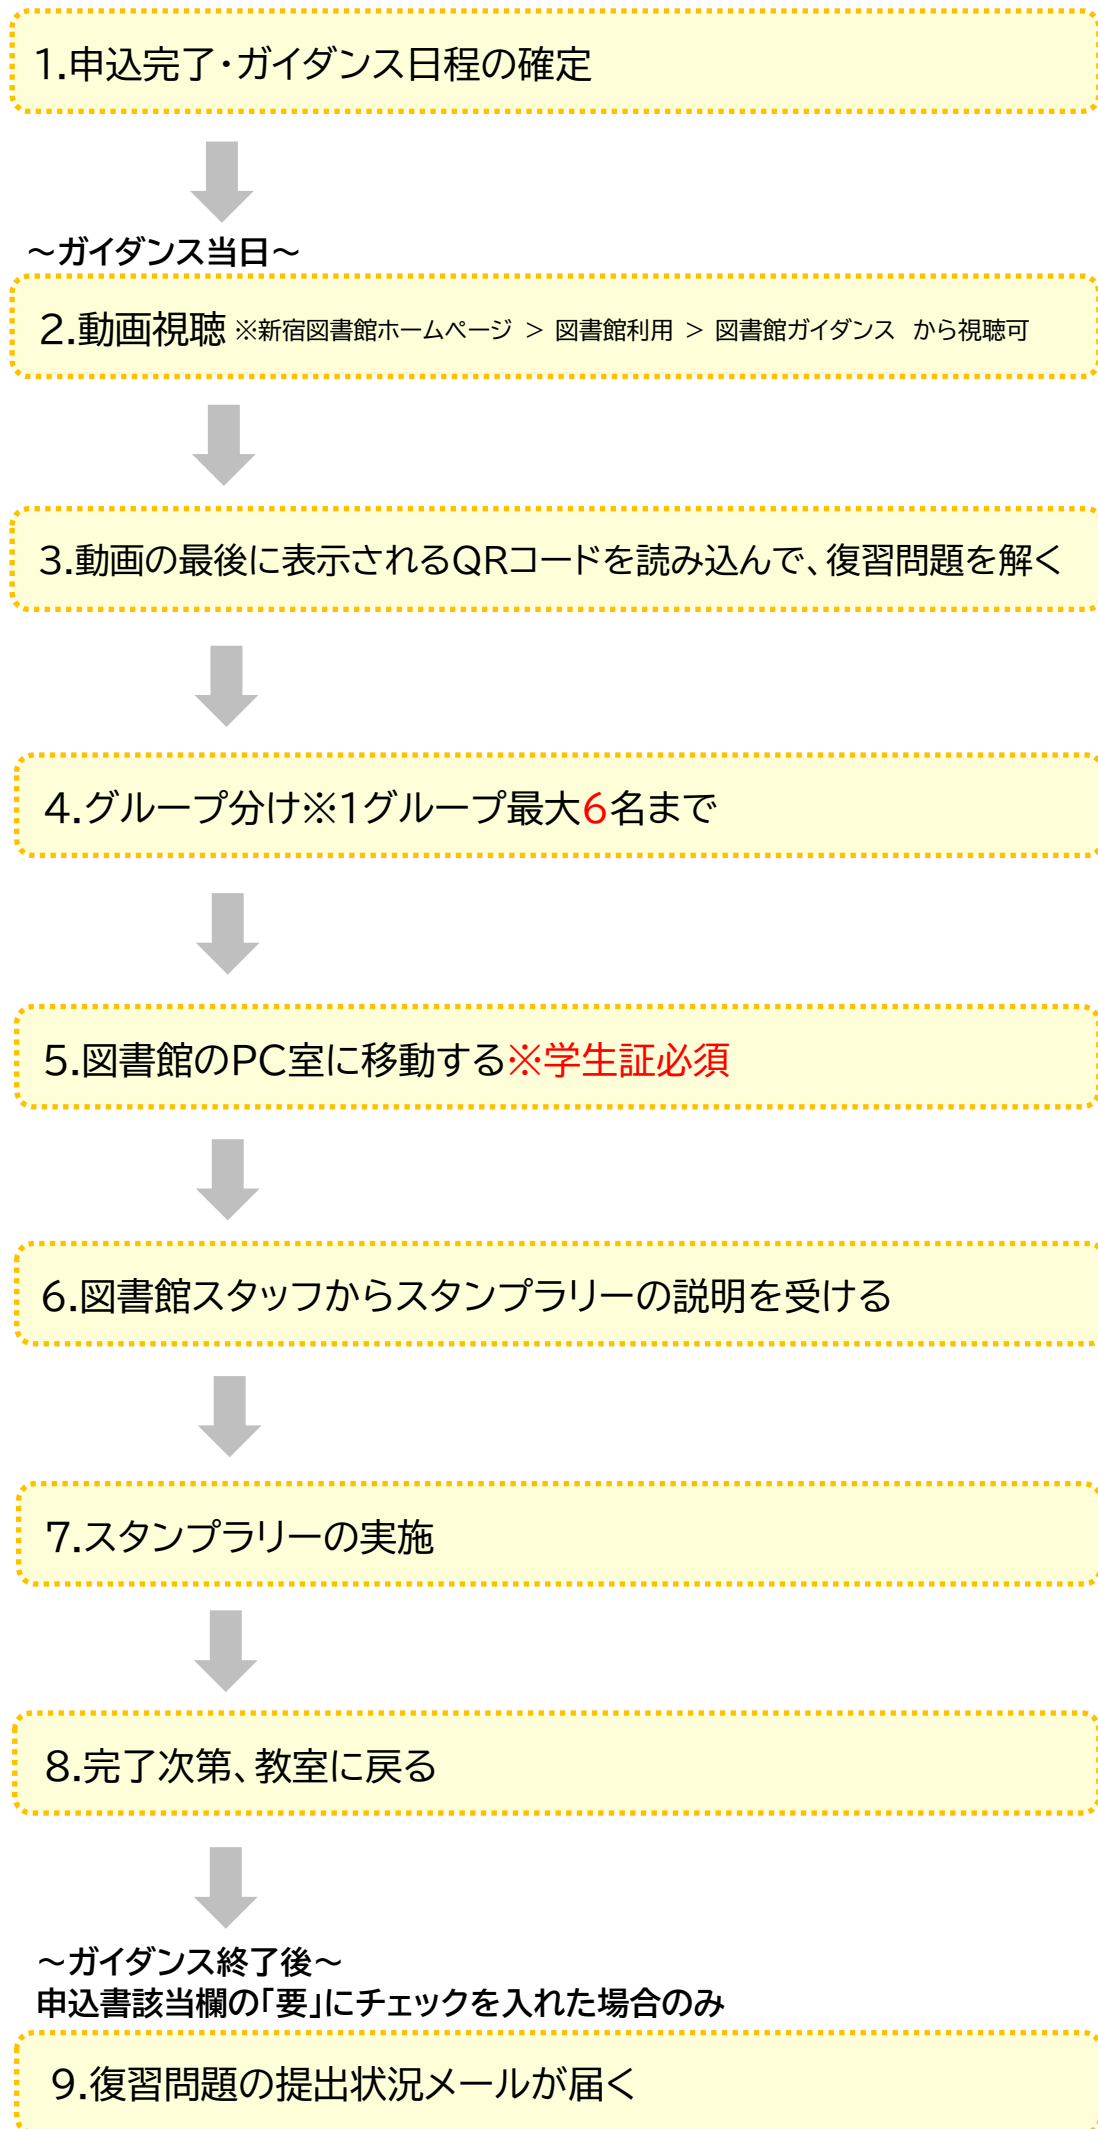 1.申込完了・ガイダンス日程の確定
～ガイダンス当日～
2.動画視聴 ※新宿図書館ホームページ ＞ 図書館利用 ＞ 図書館ガイダンス　から視聴可
3.動画の最後に表示されるQRコードを読み込んで、復習問題を解く
4.グループ分け※1グループ最大6名まで
5.図書館のPC室に移動する※学生証必須
6.図書館スタッフからスタンプラリーの説明を受ける
7.スタンプラリーの実施
8.完了次第、教室に戻る
～ガイダンス終了後～
申込書該当欄の「要」にチェックを入れた場合のみ
9.復習問題の提出状況メールが届く